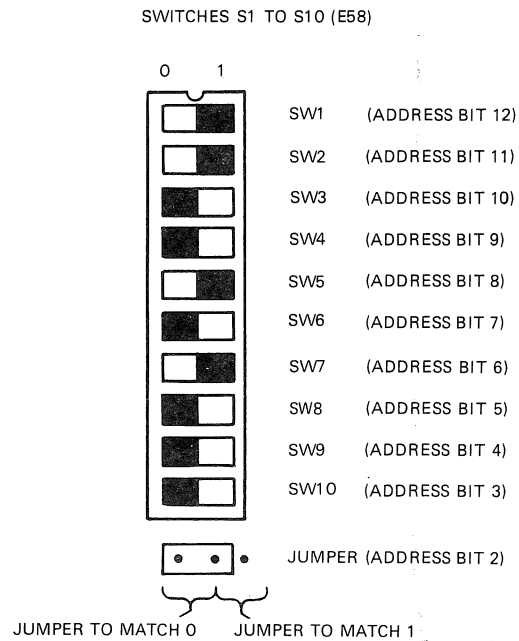 SWITCHES S1 TO S10 (E58)
0 1
SW1 (ADDRESS BIT 12)
SW2 (ADDRESS BIT 11)
SW3 (ADDRESS BIT 10)
SW4 (ADDRESS BIT 9)
SW5 (ADDRESS BIT 8)
SW6 (ADDRESS BIT 7)
SW7 (ADDRESS BIT 6)
SW8 (ADDRESS BIT 5)
SW9 (ADDRESS BIT 4)
SW10 (ADDRESS BIT 3)
JUMPER (ADDRESS BIT 2)
JUMPER TO MATCH 0 JUMPER TO MATCH 1